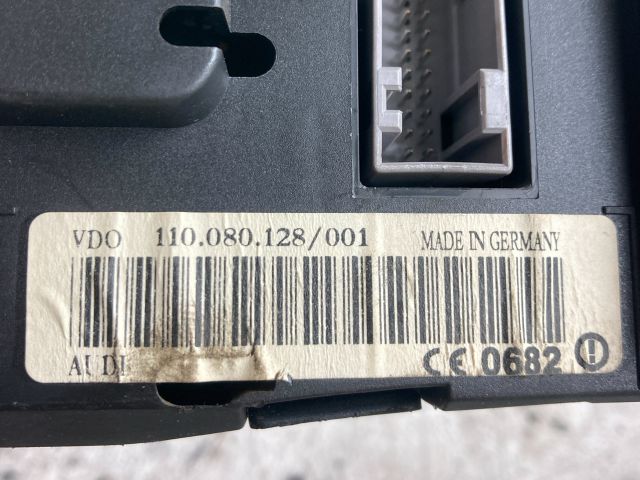 VDO 110.080.128/001 MADE IN GERMANY
AUDI CE 0682